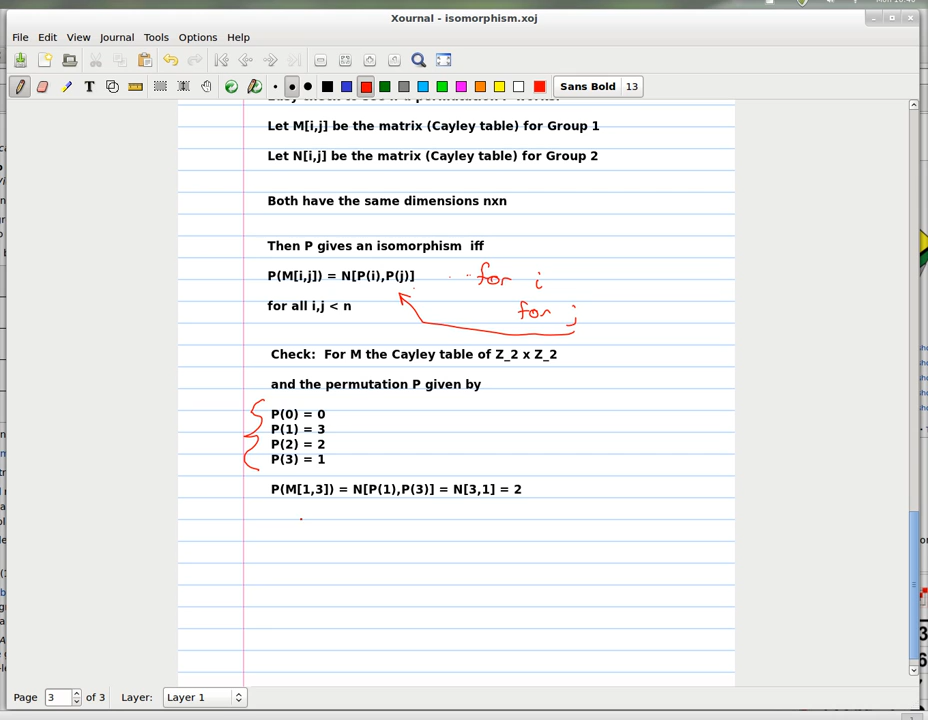 Xournal - isomorphism.xoj
File Edit View Journal Tools Options Help
Sans Bold 13
Let M[i,j] be the matrix (Cayley table) for Group 1
Let N[i,j] be the matrix (Cayley table) for Group 2
Both have the same dimensions nxn
Then P gives an isomorphism iff
P(M[i,j]) = N[P(i),P(j)] for i
for all i,j < n for j
Check: For M the Cayley table of Z_2 x Z_2
and the permutation P given by
P(0) = 0
P(1) = 3
P(2) = 2
P(3) = 1
P(M[1,3]) = N[P(1),P(3)] = N[3,1] = 2
Page 3 of 3 Layer: Layer 1